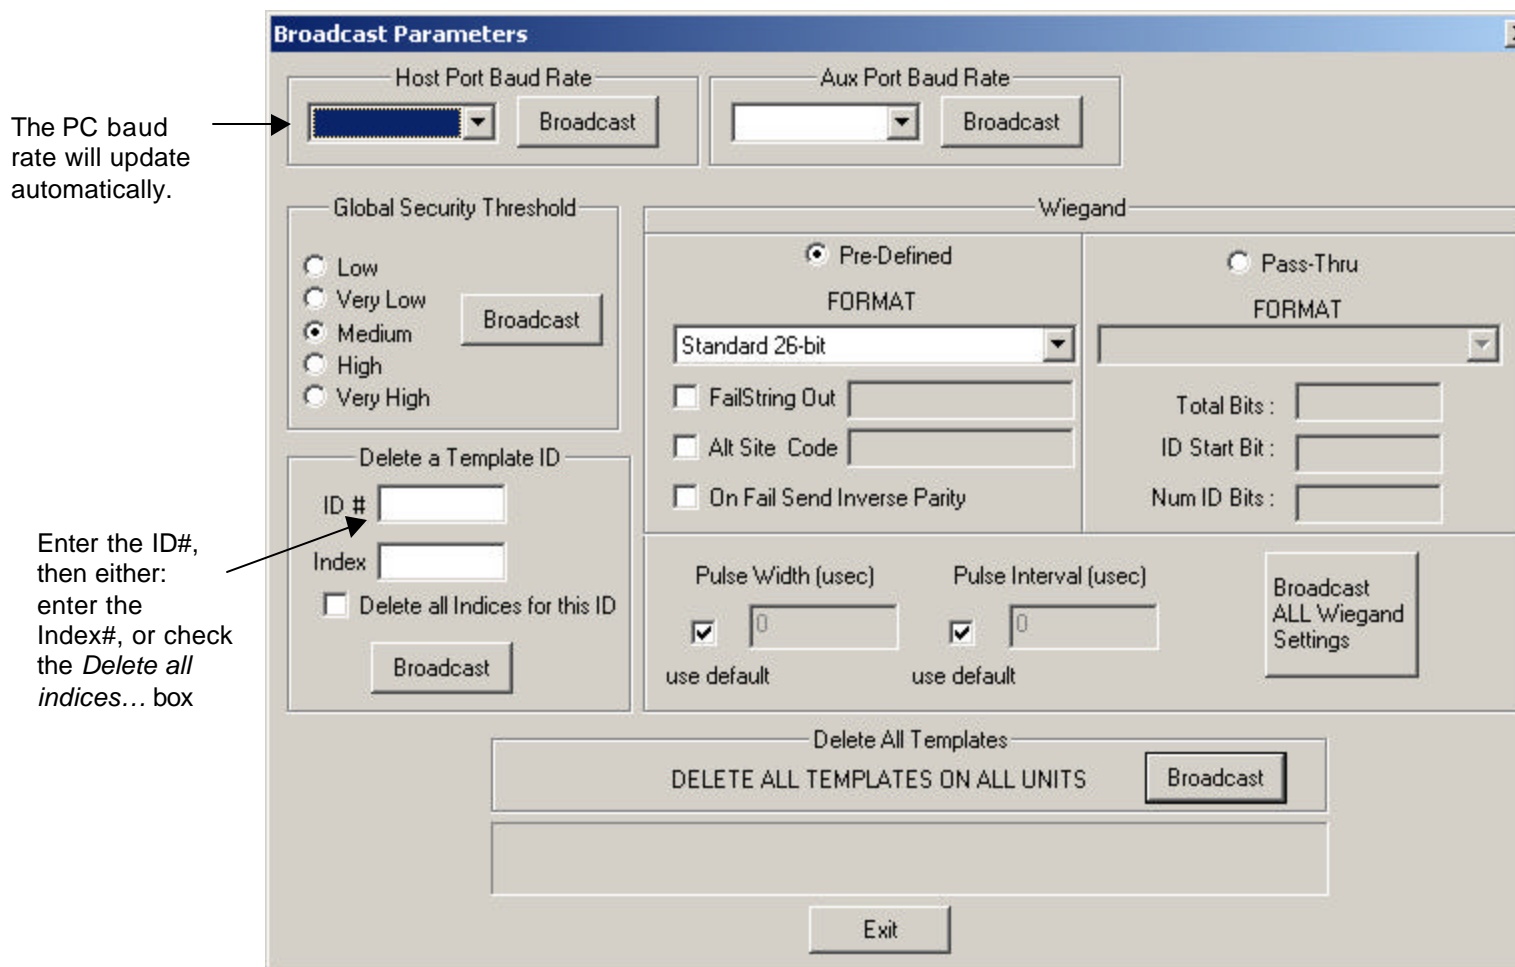 Broadcast Parameters
Host Port Baud Rate
Broadcast
Aux Port Baud Rate
Broadcast
The PC baud
rate will update
automatically.
Global Security Threshold
Low
Very Low
Medium
High
Very High
Broadcast
Wiegand
Pre-Defined
FORMAT
Standard 26-bit
FailString Out
Alt Site Code
On Fail Send Inverse Parity
Pass-Thru
FORMAT
Total Bits :
ID Start Bit :
Num ID Bits :
Delete a Template ID
ID #
Index
Delete all Indices for this ID
Broadcast
Enter the ID#,
then either:
enter the
Index#, or check
the Delete all
indices… box
Pulse Width (usec)
0
use default
Pulse Interval (usec)
0
use default
Broadcast
ALL Wiegand
Settings
Delete All Templates
DELETE ALL TEMPLATES ON ALL UNITS
Broadcast
Exit